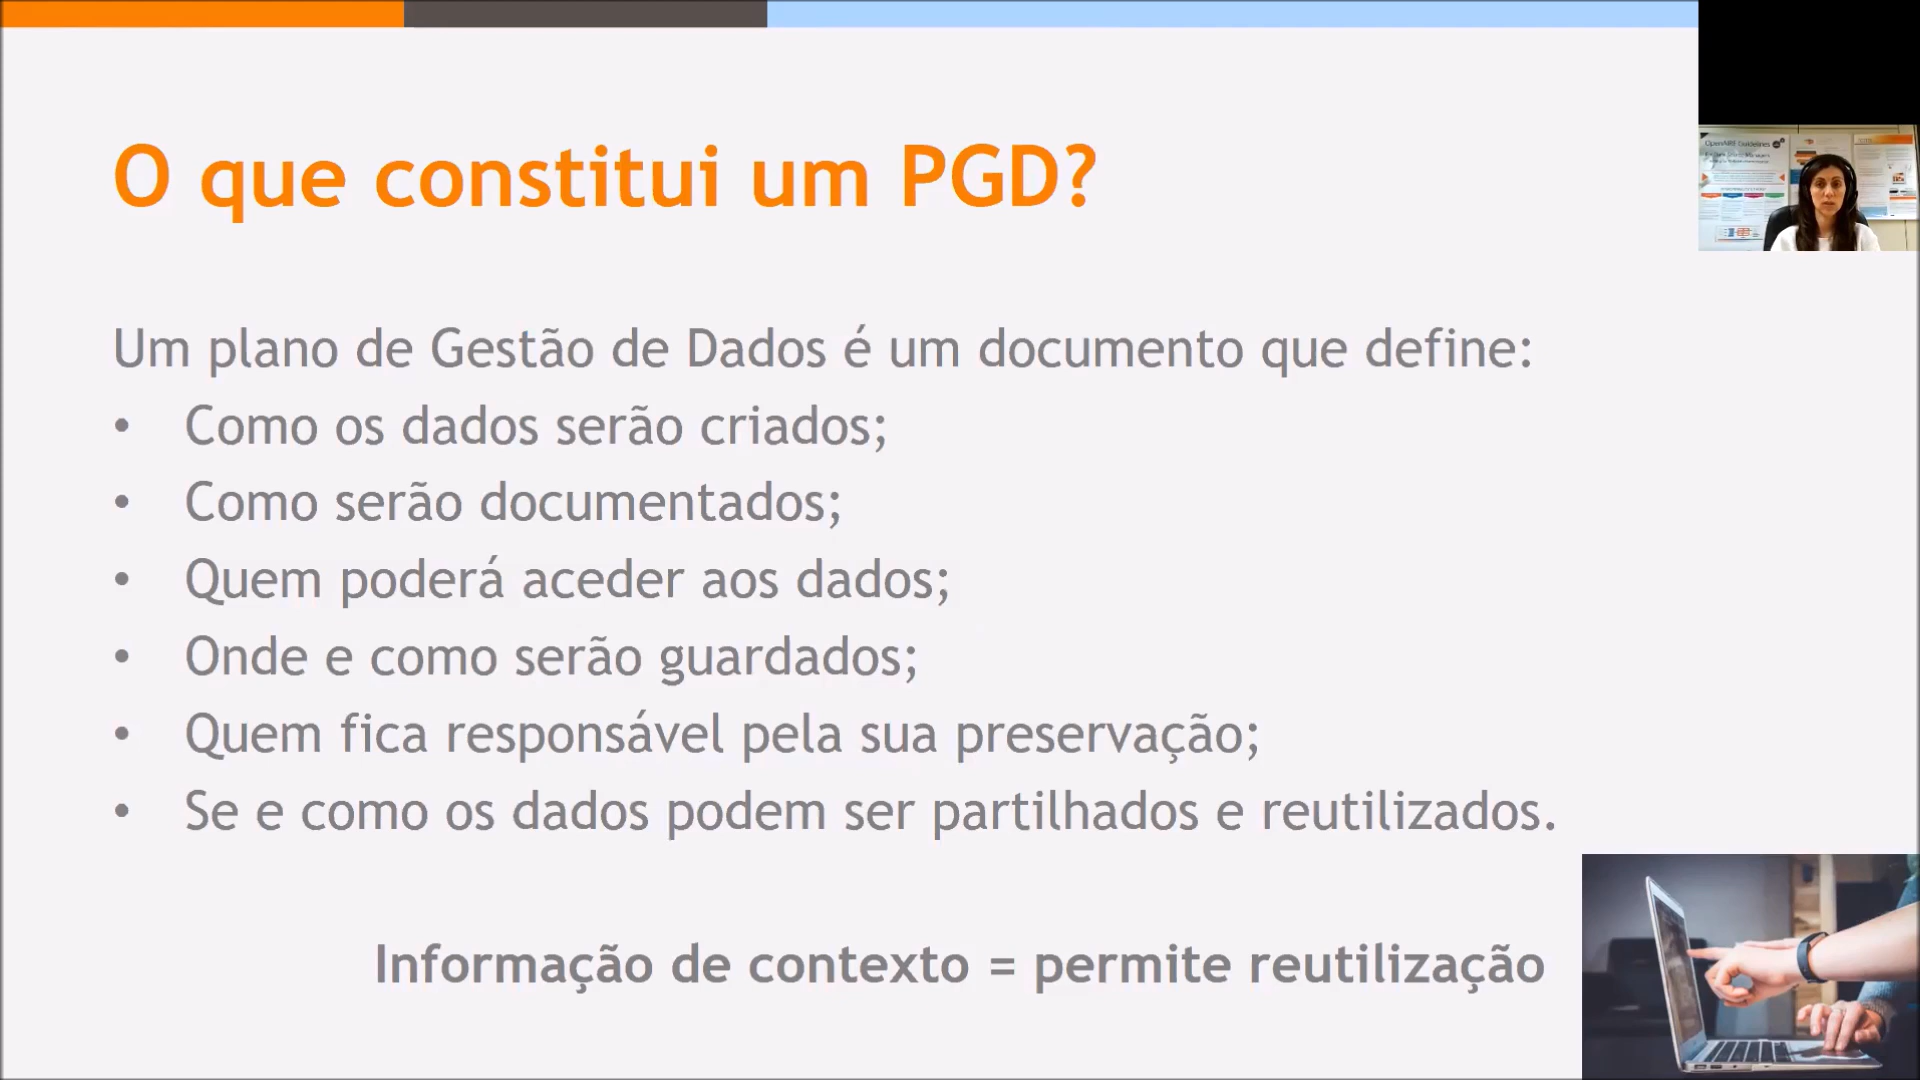 O que constitui um PGD?
OpenAIRE Guidelines
Um plano de Gestão de Dados é um documento que define:
• Como os dados serão criados;
• Como serão documentados;
• Quem poderá aceder aos dados;
• Onde e como serão guardados;
• Quem fica responsável pela sua preservação;
• Se e como os dados podem ser partilhados e reutilizados.
Informação de contexto = permite reutilização